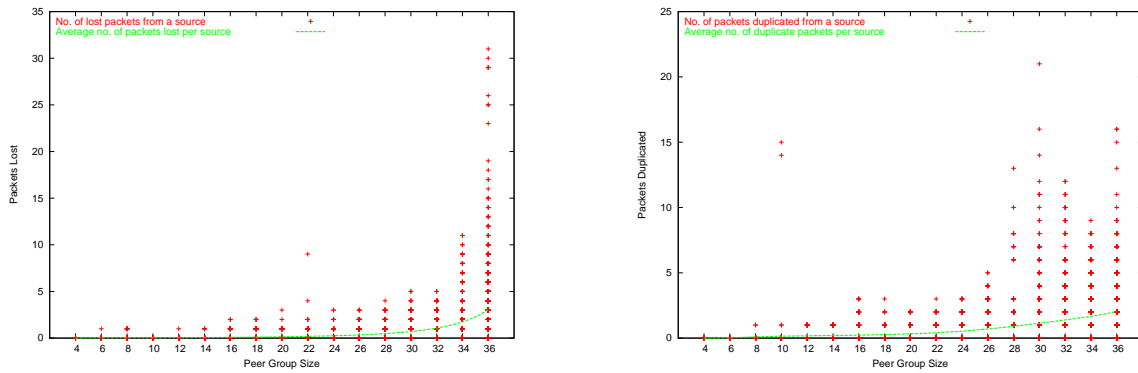 No. of lost packets from a source
Average no. of packets lost per source
35
30
25
20
15
10
5
0
Packets Lost
4 6 8 10 12 14 16 18 20 22 24 26 28 30 32 34 36
Peer Group Size
No. of packets duplicated from a source
Average no. of duplicate packets per source
25
20
15
10
5
0
Packets Duplicated
4 6 8 10 12 14 16 18 20 22 24 26 28 30 32 34 36
Peer Group Size